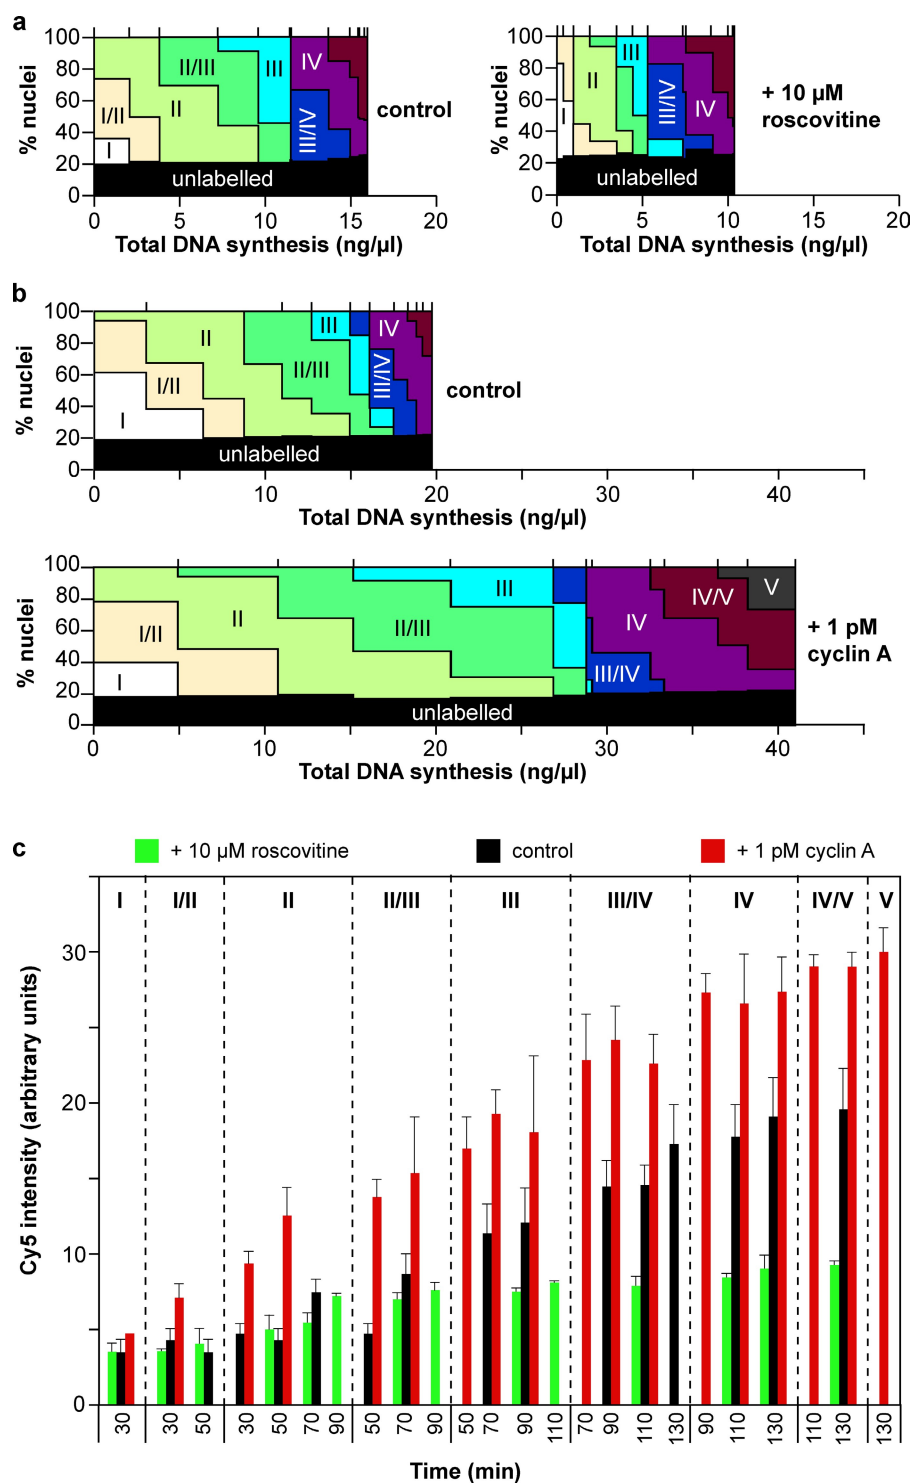 a
% nuclei
100
80
60
40
20
0
I/II
I
II/III
II
III
IV
III/IV
unlabelled
control
0 5 10 15 20
Total DNA synthesis (ng/µl)
% nuclei
100
80
60
40
20
0
I
II
III
III/IV
IV
unlabelled
+ 10 µM
roscovitine
0 5 10 15 20
Total DNA synthesis (ng/µl)
b
% nuclei
100
80
60
40
20
0
I
I/II
II
II/III
III
III/IV
IV
unlabelled
control
0 10 20 30 40
Total DNA synthesis (ng/µl)
% nuclei
100
80
60
40
20
0
I
I/II
II
II/III
III
III/IV
IV
IV/V
V
unlabelled
+ 1 pM
cyclin A
0 10 20 30 40
Total DNA synthesis (ng/µl)
c
+ 10 µM roscovitine control + 1 pM cyclin A
I I/II II II/III III III/IV IV IV/V V
Cy5 intensity (arbitrary units)
30
20
10
0
30 30 50 30 50 70 90 50 70 90 50 70 90 110 70 90 110 130 90 110 130 110 130 130
Time (min)